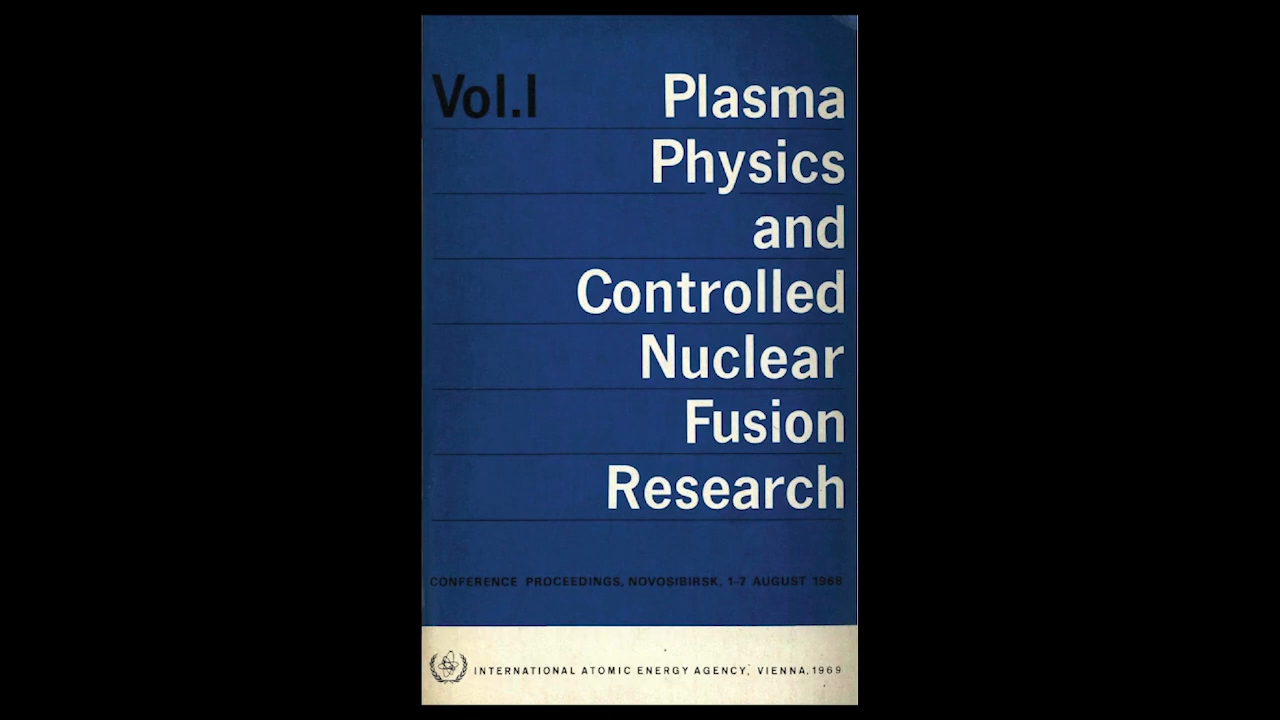 Vol.I Plasma
Physics
and
Controlled
Nuclear
Fusion
Research
CONFERENCE PROCEEDINGS, NOVOSIBIRSK, 1-7 AUGUST 1968
INTERNATIONAL ATOMIC ENERGY AGENCY, VIENNA, 1969